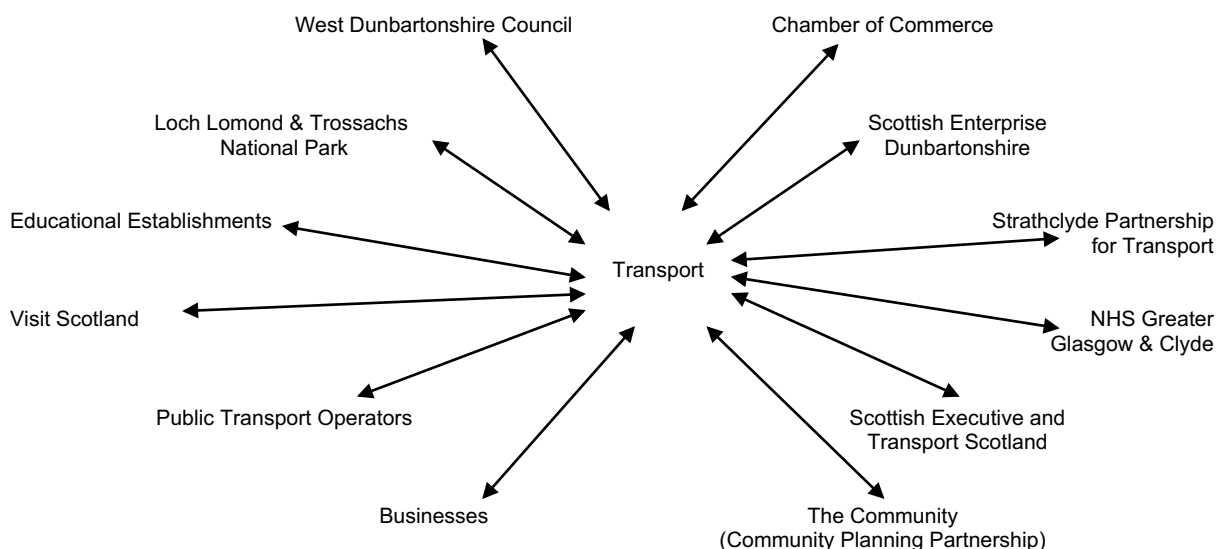 West Dunbartonshire Council
Chamber of Commerce
Loch Lomond & Trossachs
National Park
Scottish Enterprise
Dunbartonshire
Educational Establishments
Strathclyde Partnership
for Transport
Transport
Visit Scotland
NHS Greater
Glasgow & Clyde
Public Transport Operators
Scottish Executive and
Transport Scotland
Businesses
The Community
(Community Planning Partnership)